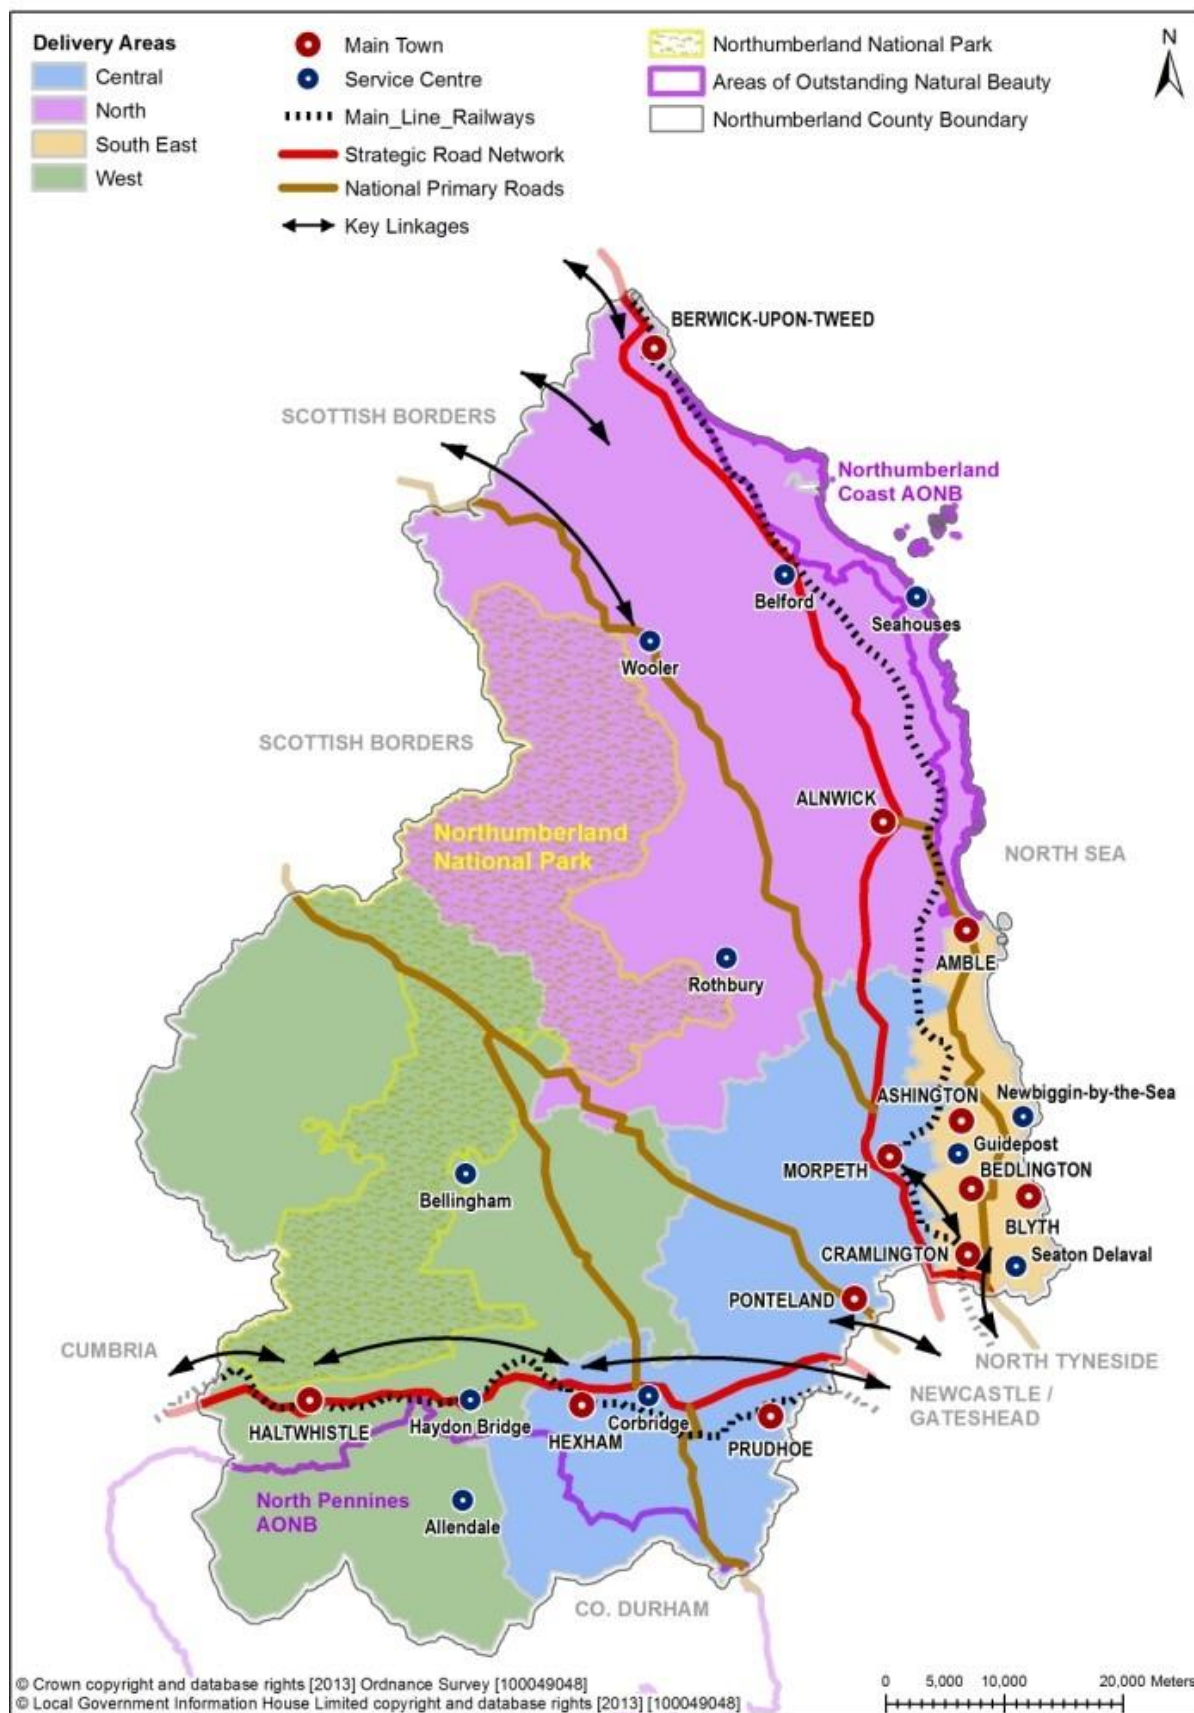 Delivery Areas
Central
North
South East
West
Main Town
Service Centre
Main_Line_Railways
Strategic Road Network
National Primary Roads
Key Linkages
Northumberland National Park
Areas of Outstanding Natural Beauty
Northumberland County Boundary
N
BERWICK-UPON-TWEED
SCOTTISH BORDERS
Northumberland
Coast AONB
Belford
Seahouses
Wooler
SCOTTISH BORDERS
ALNWICK
Northumberland
National Park
NORTH SEA
AMBLE
Rothbury
ASHINGTON
Newbiggin-by-the-Sea
Guidepost
MORPETH
BEDLINGTON
Bellingham
BLYTH
CRAMLINGTON
Seaton Delaval
PONTELAND
CUMBRIA
NORTH TYNESIDE
NEWCASTLE /
GATESHEAD
HALTWHISTLE
Haydon Bridge
HEXHAM
Corbridge
PRUDHOE
North Pennines
AONB
Allendale
CO. DURHAM
© Crown copyright and database rights [2013] Ordnance Survey [100049048]
© Local Government Information House Limited copyright and database rights [2013] [100049048]
0 5,000 10,000 20,000 Meters